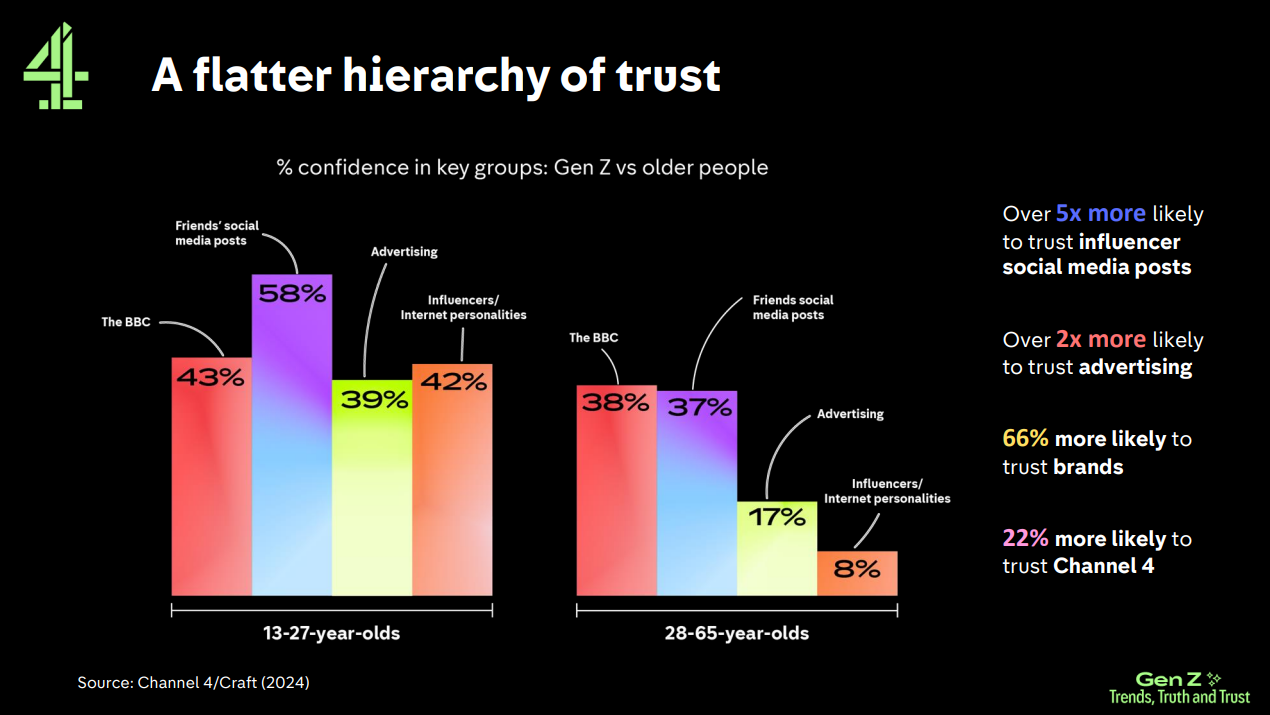 4
A flatter hierarchy of trust
% confidence in key groups: Gen Z vs older people
The BBC
43%
Friends’ social
media posts
58%
Advertising
39%
Influencers/
Internet personalities
42%
13-27-year-olds
The BBC
38%
Friends social
media posts
37%
Advertising
17%
Influencers/
Internet personalities
8%
28-65-year-olds
Over 5x more likely
to trust influencer
social media posts
Over 2x more likely
to trust advertising
66% more likely to
trust brands
22% more likely to
trust Channel 4
Source: Channel 4/Craft (2024)
Gen Z
Trends, Truth and Trust